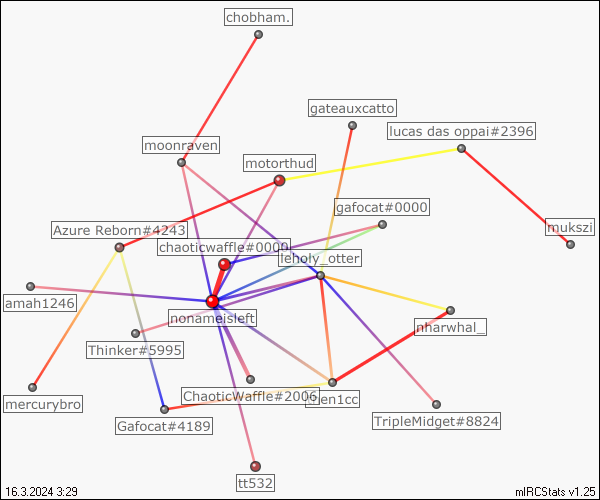 chobham.
gateauxcatto
lucas das oppai#2396
moonraven
motorthud
gafocat#0000
mukszi
Azure Reborn#4243
chaoticwaffle#0000
leholy_otter
amah1246
nonameisleft
nharwhal_
Thinker#5995
mercurybro
ChaoticWaffle#2006
Gafocat#4189
TripleMidget#8824
tt532
16.3.2024 3:29
mIRCStats v1.25